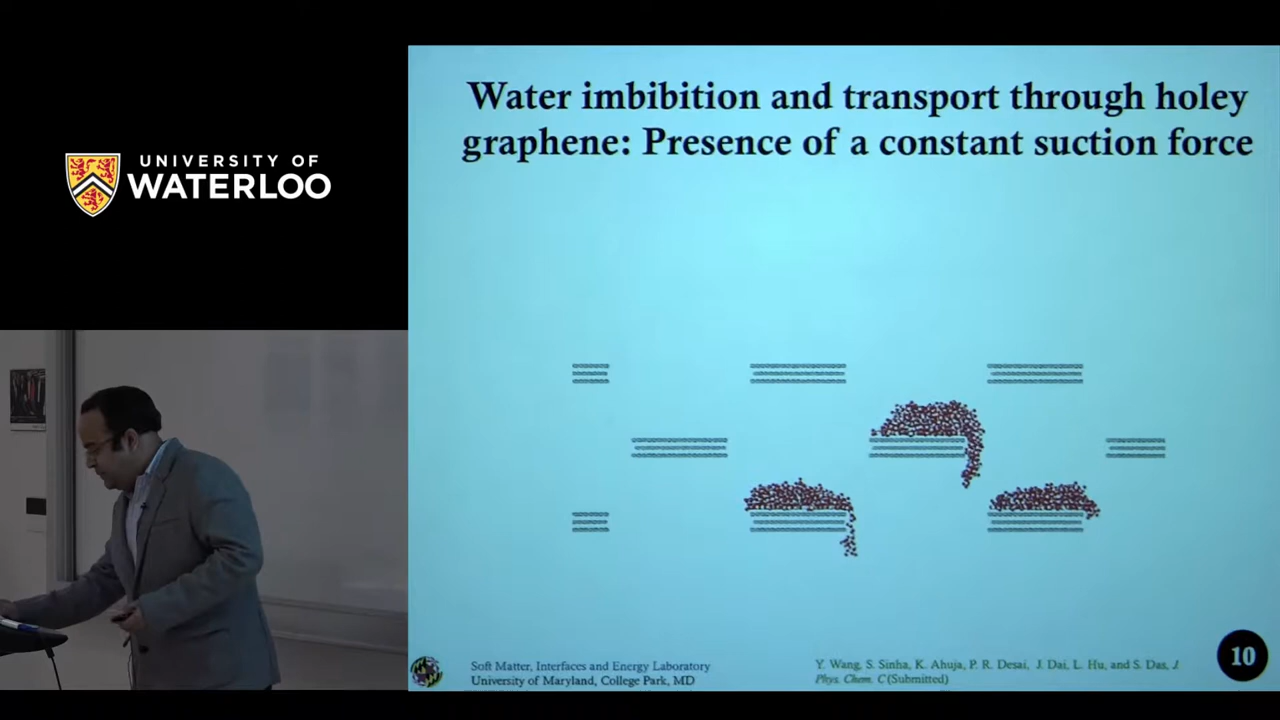 UNIVERSITY OF
WATERLOO
Water imbibition and transport through holey
graphene: Presence of a constant suction force
Soft Matter, Interfaces and Energy Laboratory
University of Maryland, College Park, MD
Y. Wang, S. Sinha, K. Ahuja, P. R. Desai, J. Dai, L. Hu, and S. Das, J.
Phys. Chem. C (Submitted)
10